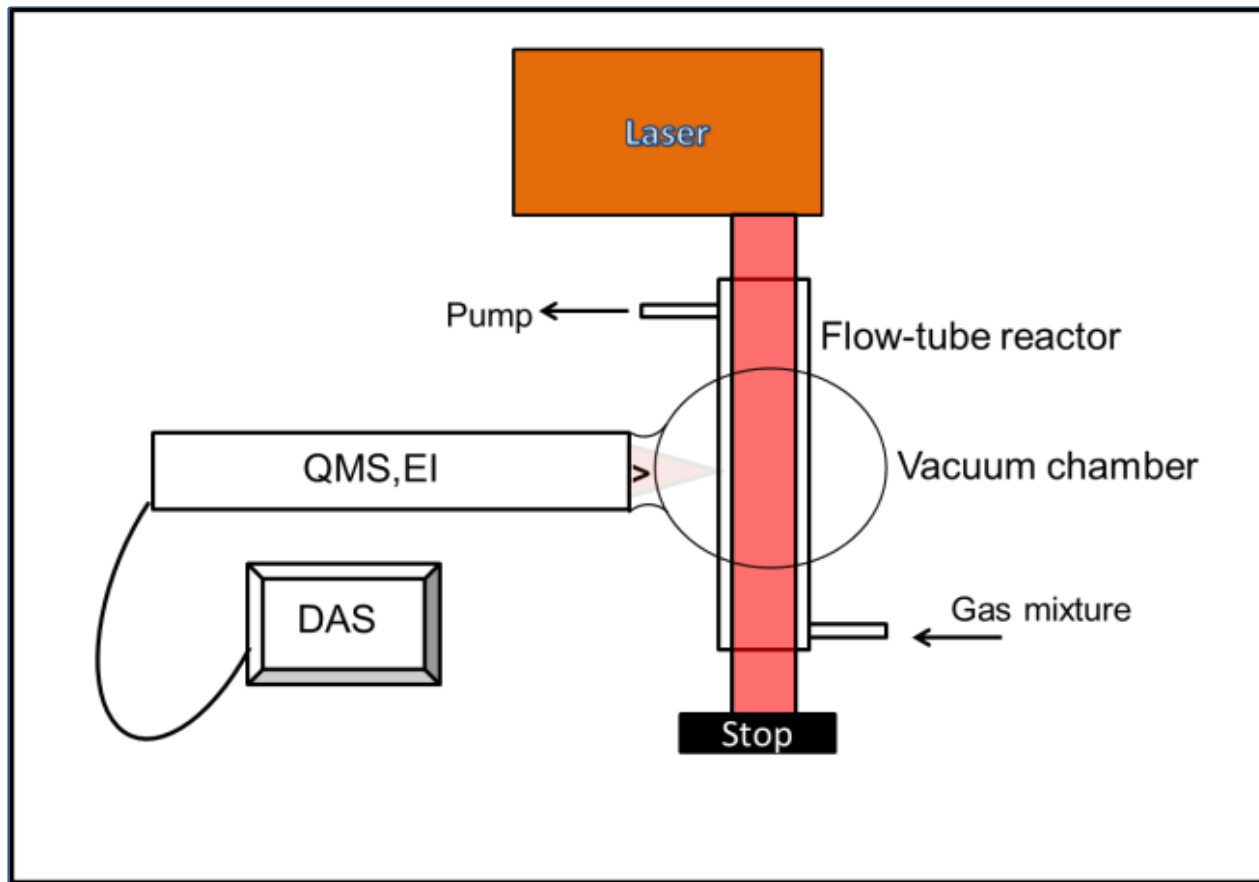 Laser
Pump
Flow-tube reactor
QMS,EI
>
Vacuum chamber
DAS
Gas mixture
Stop